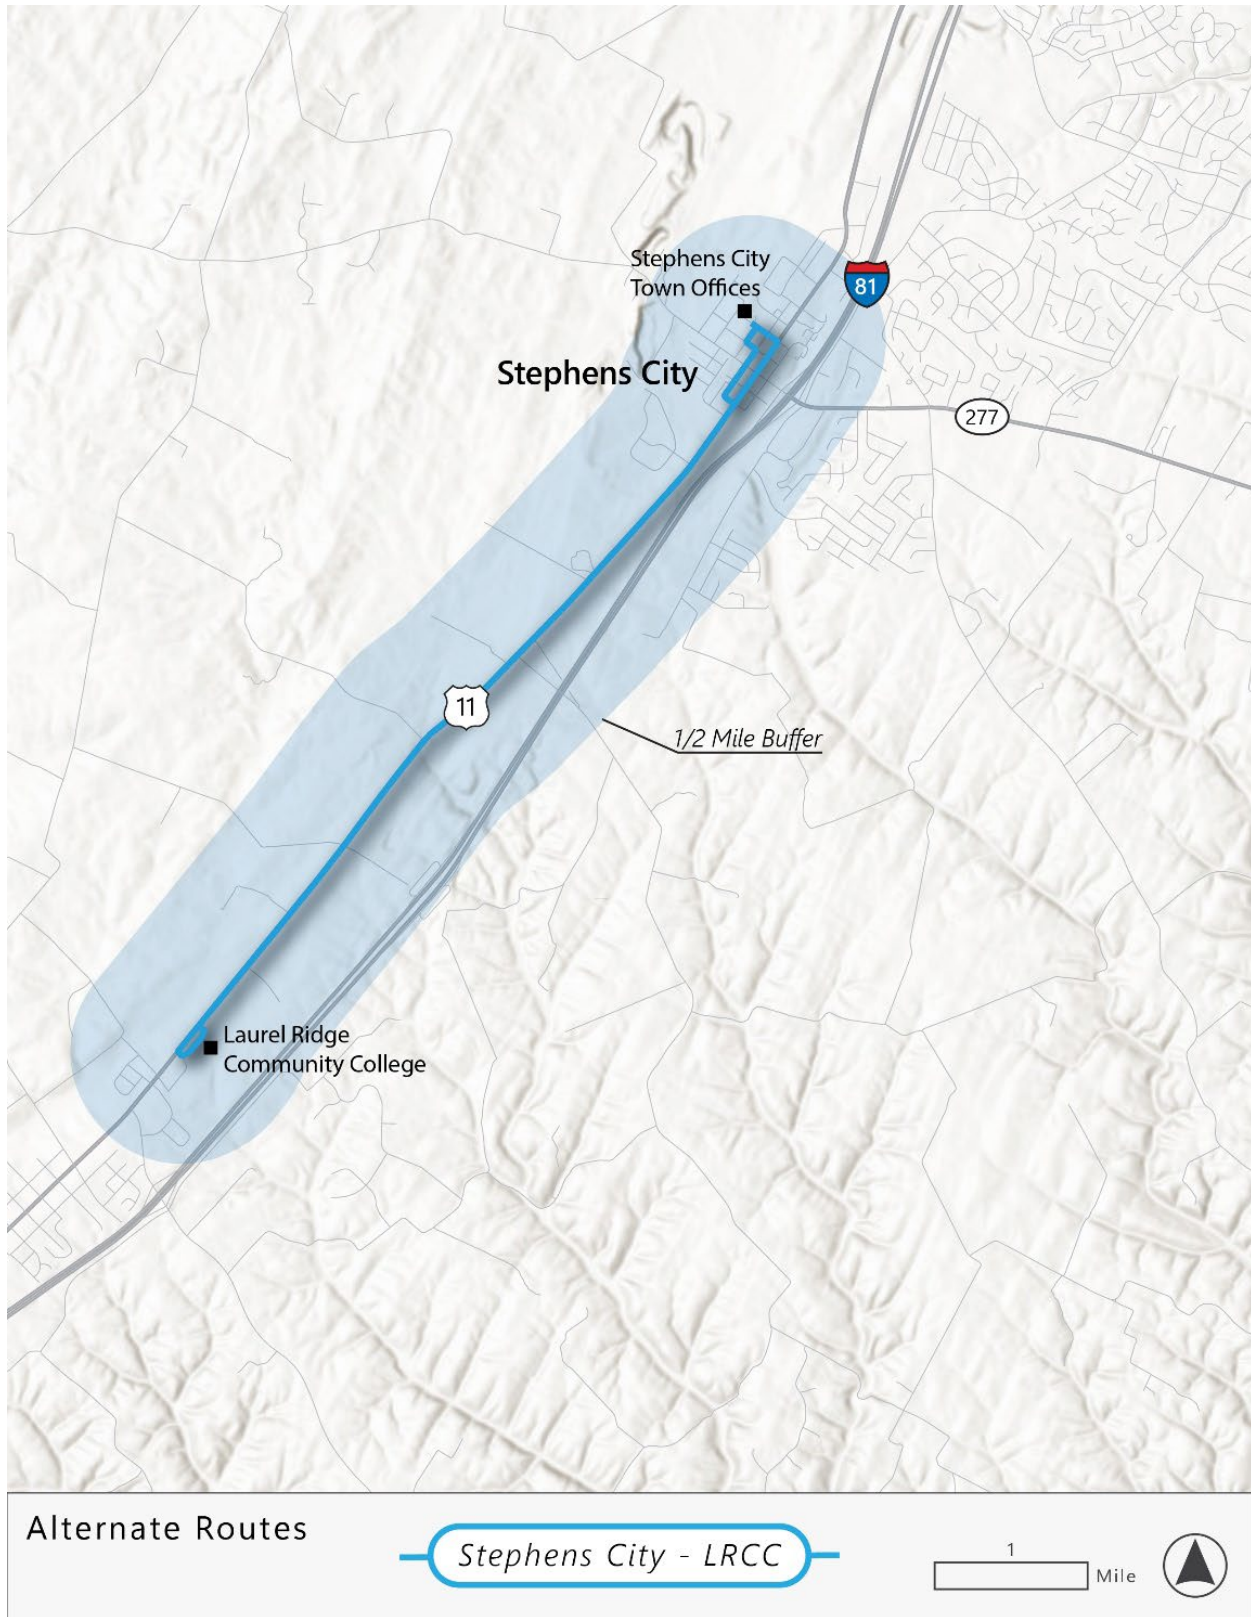 Stephens City
Town Offices
81
Stephens City
277
11
1/2 Mile Buffer
Laurel Ridge
Community College
Alternate Routes
Stephens City - LRCC
1
Mile